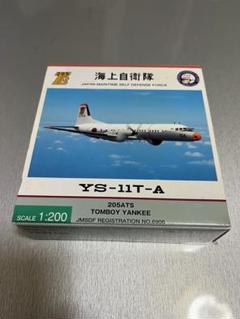 海上自衛隊
JAPAN MARITIME SELF DEFENSE FORCE
YS-11T-A
SCALE 1:200
205ATS
TOMBOY YANKEE
JMSDF REGISTRATION NO.6906